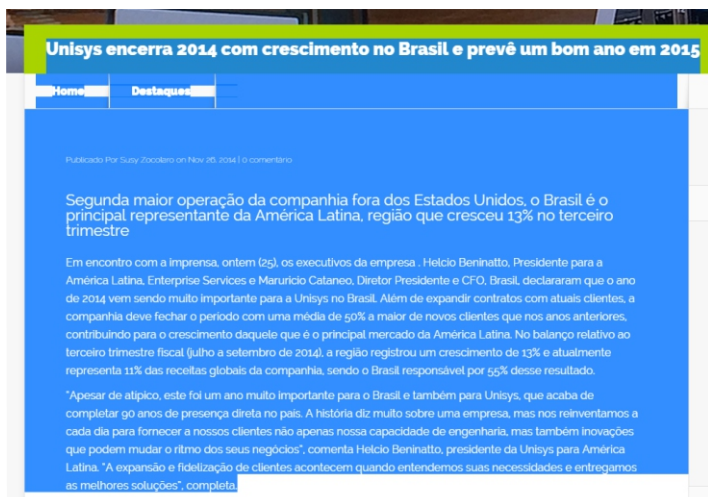 Unisys encerra 2014 com crescimento no Brasil e prevê um bom ano em 2015
Home Destaques
Publicado Por Susy Zocolaro on Nov 26, 2014 | 0 comentário
Segunda maior operação da companhia fora dos Estados Unidos, o Brasil é o
principal representante da América Latina, região que cresceu 13% no terceiro
trimestre
Em encontro com a imprensa, ontem (25), os executivos da empresa . Helcio Beninatto, Presidente para a
América Latina, Enterprise Services e Maruricio Cataneo, Diretor Presidente e CFO, Brasil, declararam que o ano
de 2014 vem sendo muito importante para a Unisys no Brasil. Além de expandir contratos com atuais clientes, a
companhia deve fechar o período com uma média de 50% a maior de novos clientes que nos anos anteriores,
contribuindo para o crescimento daquele que é o principal mercado da América Latina. No balanço relativo ao
terceiro trimestre fiscal (julho a setembro de 2014), a região registrou um crescimento de 13% e atualmente
representa 11% das receitas globais da companhia, sendo o Brasil responsável por 55% desse resultado.
"Apesar de atípico, este foi um ano muito importante para o Brasil e também para Unisys, que acaba de
completar 90 anos de presença direta no país. A história diz muito sobre uma empresa, mas nos reinventamos a
cada dia para fornecer a nossos clientes não apenas nossa capacidade de engenharia, mas também inovações
que podem mudar o ritmo dos seus negócios", comenta Helcio Beninatto, presidente da Unisys para América
Latina. "A expansão e fidelização de clientes acontecem quando entendemos suas necessidades e entregamos
as melhores soluções", completa.